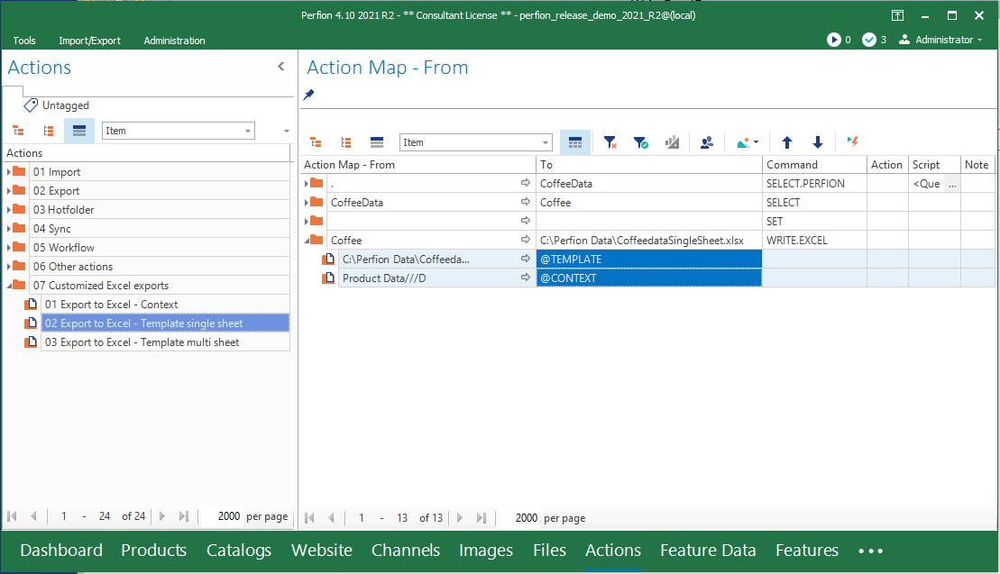 Perfion 4.10 2021 R2 - ** Consultant License ** - perfion_release_demo_2021_R2@(local)
Tools Import/Export Administration 0 3 Administrator
Actions
Untagged
Item
Actions
01 Import
02 Export
03 Hotfolder
04 Sync
05 Workflow
06 Other actions
07 Customized Excel exports
01 Export to Excel - Context
02 Export to Excel - Template single sheet
03 Export to Excel - Template multi sheet
1 - 24 of 24 2000 per page
Action Map - From
Item
Action Map - From To Command Action Script Note
. CoffeeData SELECT.PERFION <Que ...
CoffeeData Coffee SELECT
SET
Coffee C:\Perfion Data\CoffeedataSingleSheet.xlsx WRITE.EXCEL
C:\Perfion Data\Coffeeda... @TEMPLATE
Product Data///D @CONTEXT
1 - 13 of 13 2000 per page
Dashboard Products Catalogs Website Channels Images Files Actions Feature Data Features •••